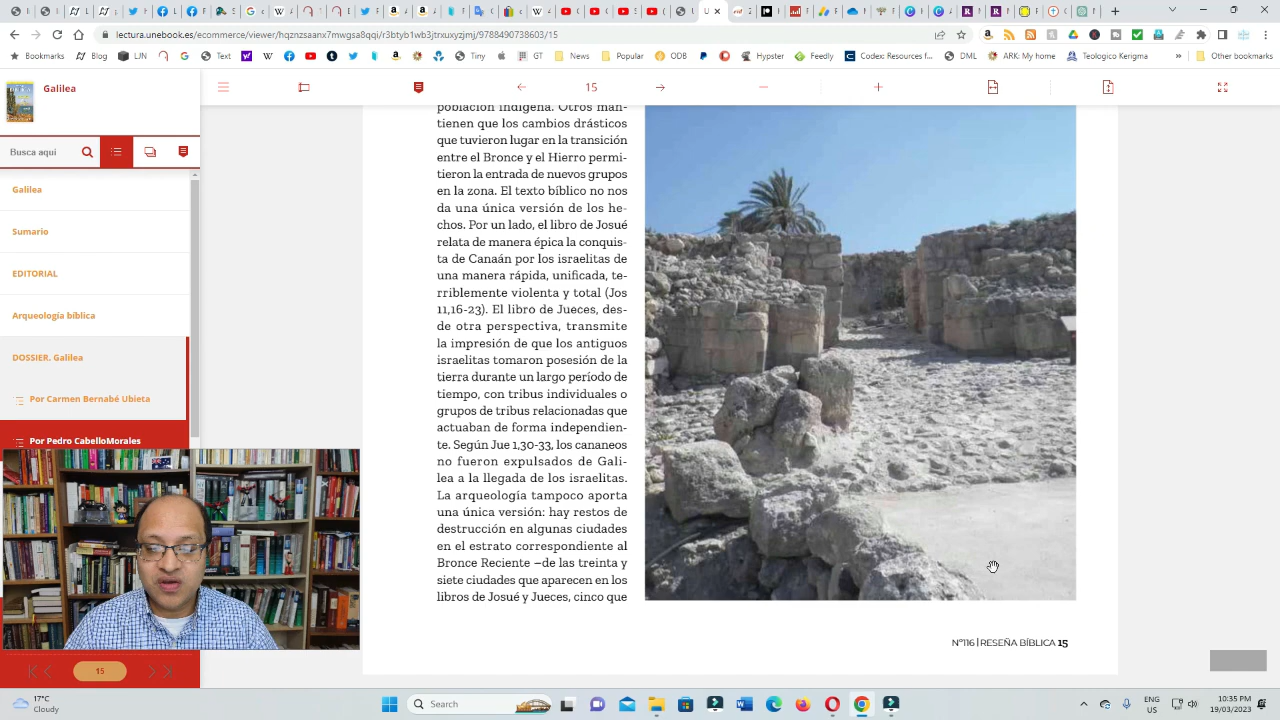 lectura.unebook.es/viewer/hqznzsaanx7mwgksaq8ya/q8yva/
Text
LJN
G
Tiny
GT
News
Popular
ODB
P.
Hypster
Feedly
DML
ARK: My home
Teologico Kerigma
»
Other bookmarks
Galilea
15
Busca aquí
Galilea
Sumario
EDITORIAL
Arqueología bíblica
DOSSIER. Galilea
Por Carmen Bernabé Ubieta
Por Pedro CabelloMorales
población indígena. Otros man-
tienen que los cambios drásticos
que tuvieron lugar en la transición
entre el Bronce y el Hierro permi-
tieron la entrada de nuevos grupos
en la zona. El texto bíblico no nos
da una única versión de los he-
chos. Por un lado, el libro de Josué
relata de manera épica la conquis-
ta de Canaán por los israelitas de
una manera rápida, unificada, te-
rriblemente violenta y total (Jos
11,16-23). El libro de Jueces, des-
de otra perspectiva, transmite
la impresión de que los antiguos
israelitas tomaron posesión de la
tierra durante un largo período de
tiempo, con tribus individuales o
grupos de tribus relacionadas que
actuaban de forma independien-
te. Según Jue 1,30-33, los cananeos
no fueron expulsados de Gali-
lea a la llegada de los israelitas.
La arqueología tampoco aporta
una única versión: hay restos de
destrucción en algunas ciudades
en el estrato correspondiente al
Bronce Reciente –de las treinta y
siete ciudades que aparecen en los
libros de Josué y Jueces, cinco que
Nº116 | RESEÑA BÍBLICA 15
15
17°C
Cloudy
Search
ENG
US
10:35 PM
19/03/2023